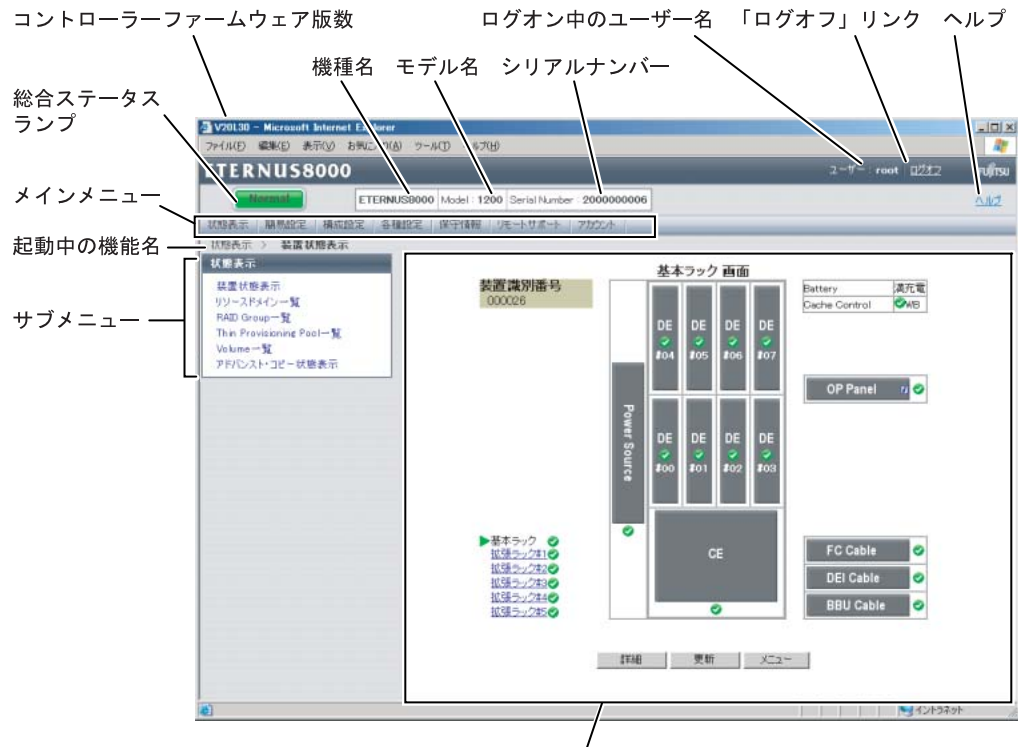 コントローラーファームウェア版数
ログオン中のユーザー名 「ログオフ」リンク ヘルプ
機種名 モデル名 シリアルナンバー
総合ステータス
ランプ
V20L30 - Microsoft Internet Explorer
ファイル(F) 編集(E) 表示(V) お気に入り(A) ツール(T) ヘルプ(H)
ETERNUS8000
ユーザー : root ログオフ FUJITSU
Normal
ETERNUS8000 Model : 1200 Serial Number : 2000000006
ヘルプ
メインメニュー
状態表示 簡易設定 構成設定 各種設定 保守情報 リモートサポート アカウント
起動中の機能名
状態表示 > 装置状態表示
サブメニュー
状態表示
装置状態表示
リソースドメイン一覧
RAID Group一覧
Thin Provisioning Pool一覧
Volume一覧
アドバンスト・コピー状態表示
基本ラック 画面
装置識別番号
000026
Battery 満充電
Cache Control WB
DE DE DE DE
#04 #05 #06 #07
OP Panel
Power Source
DE DE DE DE
#00 #01 #02 #03
CE
基本ラック
拡張ラック#1
拡張ラック#2
拡張ラック#3
拡張ラック#4
拡張ラック#5
FC Cable
DEI Cable
BBU Cable
詳細 更新 メニュー
イントラネット